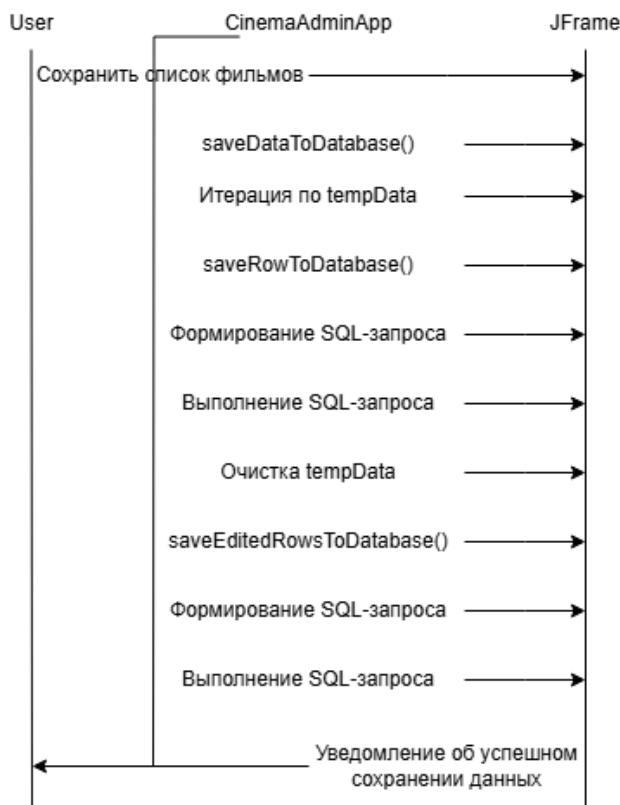 User
CinemaAdminApp
JFrame
Сохранить список фильмов
saveDataToDatabase()
Итерация по tempData
saveRowToDatabase()
Формирование SQL-запроса
Выполнение SQL-запроса
Очистка tempData
saveEditedRowsToDatabase()
Формирование SQL-запроса
Выполнение SQL-запроса
Уведомление об успешном
сохранении данных